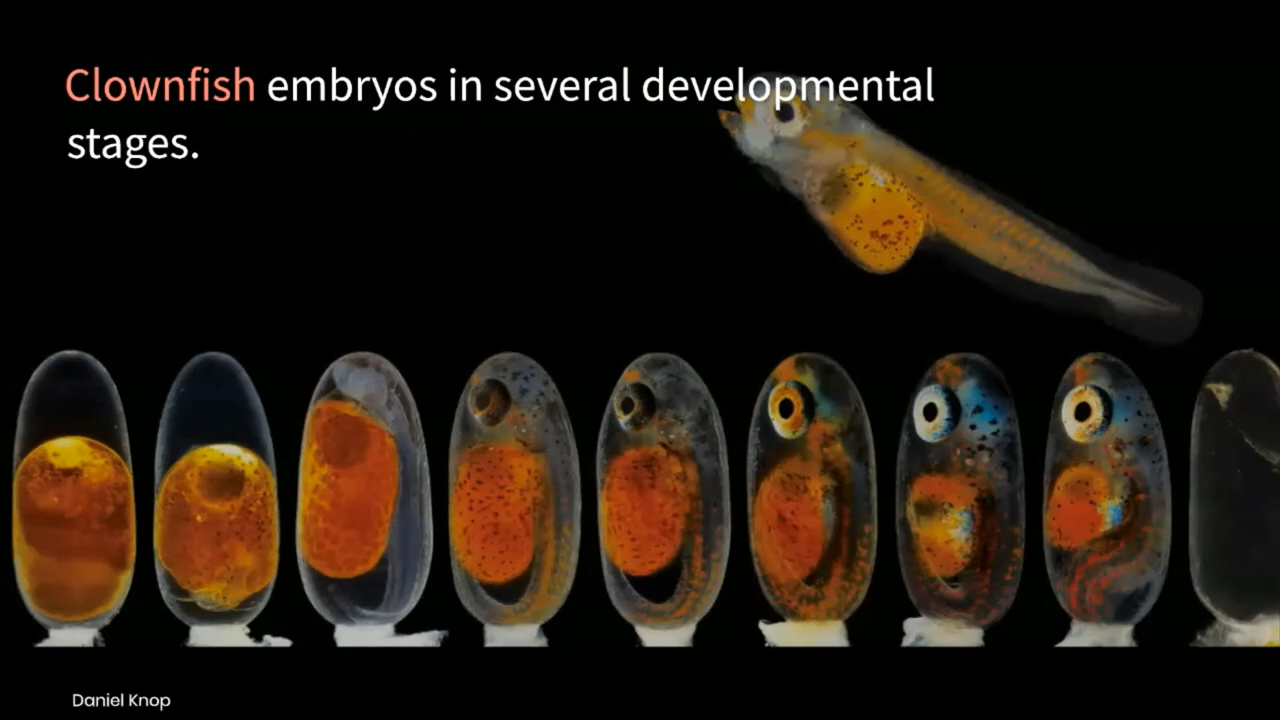 Clownfish embryos in several developmental
stages.
Daniel Knop